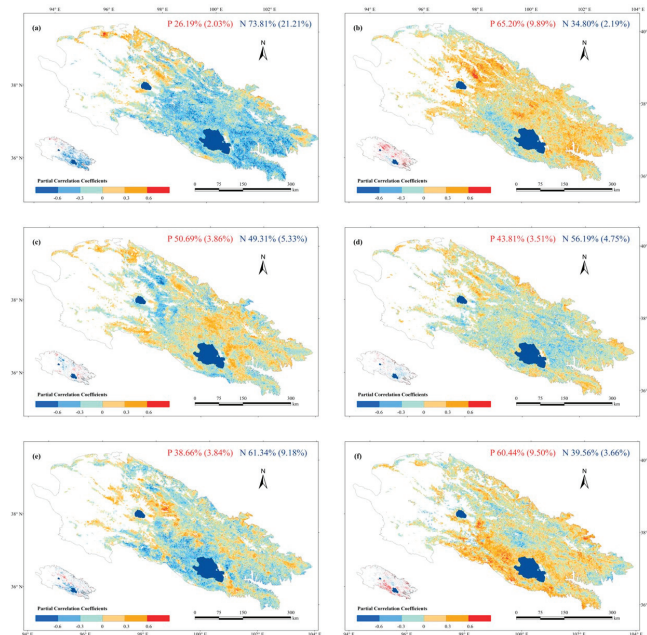 94° E 96° E 98° E 100° E 102° E
(a) P 26.19% (2.03%) N 73.81% (21.21%)
N
38° N
36° N
Partial Correlation Coefficients
-0.6 -0.3 0 0.3 0.6
0 75 150 300
km
94° E 96° E 98° E 100° E 102° E
(b) P 65.20% (9.89%) N 34.80% (2.19%)
N
Partial Correlation Coefficients
-0.6 -0.3 0 0.3 0.6
0 75 150 300
km
(c) P 50.69% (3.86%) N 49.31% (5.33%)
N
38° N
36° N
Partial Correlation Coefficients
-0.6 -0.3 0 0.3 0.6
0 75 150 300
km
(d) P 43.81% (3.51%) N 56.19% (4.75%)
N
Partial Correlation Coefficients
-0.6 -0.3 0 0.3 0.6
0 75 150 300
km
(e) P 38.66% (3.84%) N 61.34% (9.18%)
N
38° N
36° N
Partial Correlation Coefficients
-0.6 -0.3 0 0.3 0.6
0 75 150 300
km
(f) P 60.44% (9.50%) N 39.56% (3.66%)
N
Partial Correlation Coefficients
-0.6 -0.3 0 0.3 0.6
0 75 150 300
km